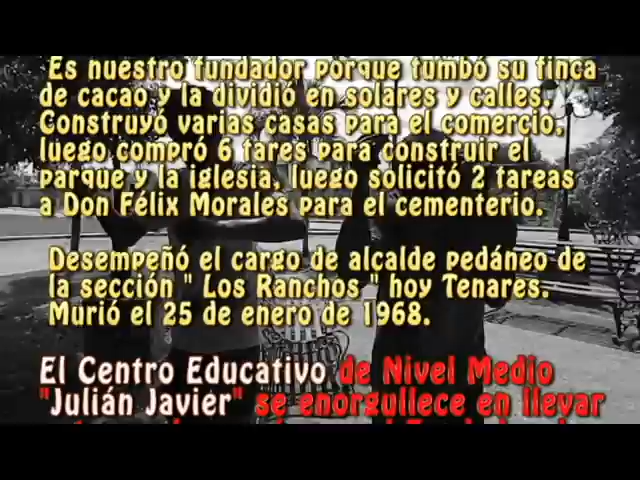 Es nuestro fundador porque tumbó su finca
de cacao y la dividió en solares y calles.
Construyó varias casas para el comercio,
luego compró 6 tares para construir el
parque y la iglesia, luego solicitó 2 tareas
a Don Félix Morales para el cementerio.
Desempeñó el cargo de alcalde pedáneo de
la sección " Los Ranchos " hoy Tenares.
Murió el 25 de enero de 1968.
El Centro Educativo de Nivel Medio
"Julián Javier" se enorgullece en llevar